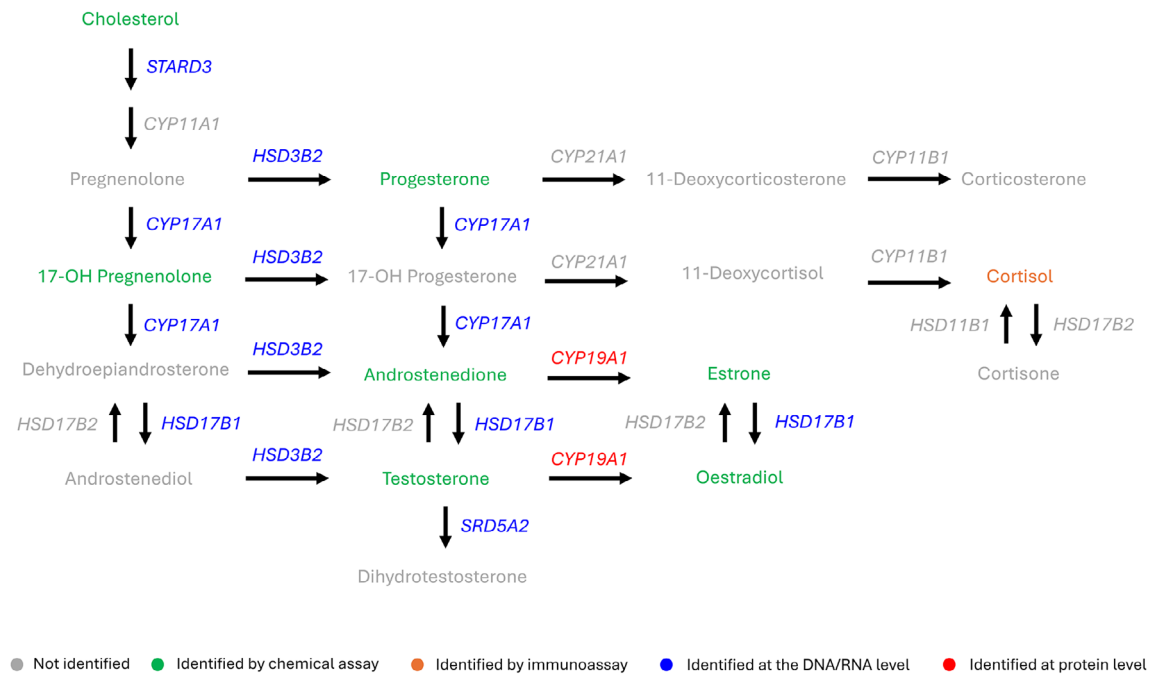 Cholesterol
STARD3
CYP11A1
HSD3B2 CYP21A1 CYP11B1
Pregnenolone Progesterone 11-Deoxycorticosterone Corticosterone
CYP17A1 CYP17A1
HSD3B2 CYP21A1 CYP11B1
17-OH Pregnenolone 17-OH Progesterone 11-Deoxycortisol Cortisol
CYP17A1 CYP17A1 HSD11B1 HSD17B2
HSD3B2 CYP19A1
Dehydroepiandrosterone Androstenedione Estrone Cortisone
HSD17B2 HSD17B1 HSD17B2 HSD17B1 HSD17B2 HSD17B1
HSD3B2 CYP19A1
Androstenediol Testosterone Oestradiol
SRD5A2
Dihydrotestosterone
Not identified Identified by chemical assay Identified by immunoassay Identified at the DNA/RNA level Identified at protein level